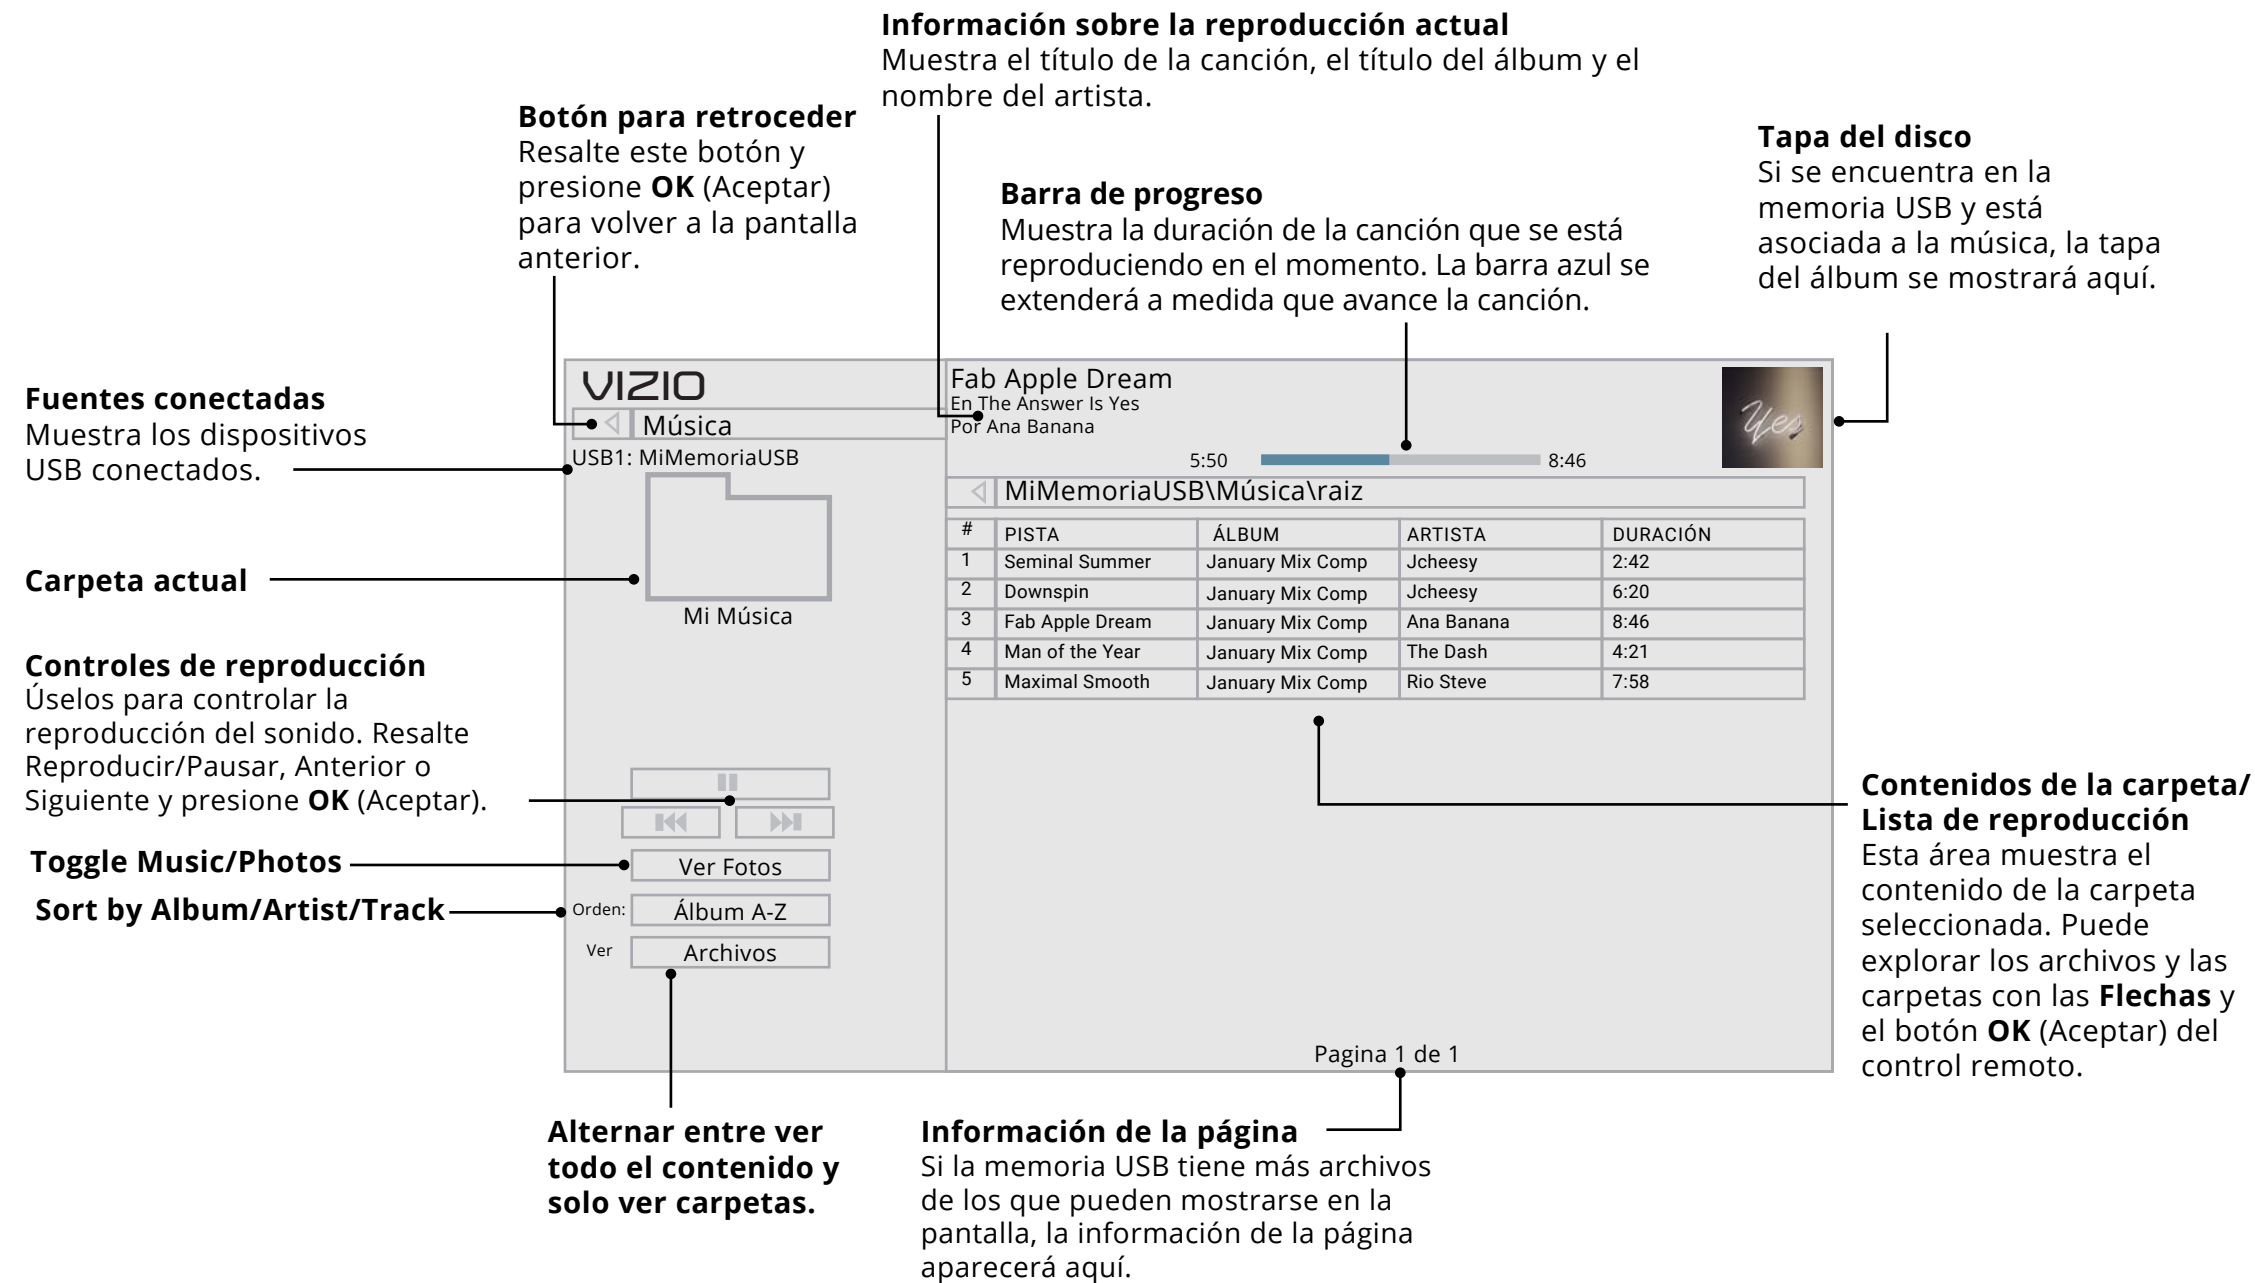 Información sobre la reproducción actual
Muestra el título de la canción, el título del álbum y el
nombre del artista.
Botón para retroceder
Resalte este botón y
presione OK (Aceptar)
para volver a la pantalla
anterior.
Barra de progreso
Muestra la duración de la canción que se está
reproduciendo en el momento. La barra azul se
extenderá a medida que avance la canción.
Tapa del disco
Si se encuentra en la
memoria USB y está
asociada a la música, la tapa
del álbum se mostrará aquí.
Fuentes conectadas
Muestra los dispositivos
USB conectados.
Carpeta actual
Controles de reproducción
Úselos para controlar la
reproducción del sonido. Resalte
Reproducir/Pausar, Anterior o
Siguiente y presione OK (Aceptar).
Toggle Music/Photos
Sort by Album/Artist/Track
VIZIO
Música
USB1: MiMemoriaUSB
Mi Música
Ver Fotos
Orden: Álbum A-Z
Ver Archivos
Fab Apple Dream
En The Answer Is Yes
Por Ana Banana
Yes
5:50 8:46
MiMemoriaUSB\Música\raiz
# PISTA ÁLBUM ARTISTA DURACIÓN
1 Seminal Summer January Mix Comp Jcheesy 2:42
2 Downspin January Mix Comp Jcheesy 6:20
3 Fab Apple Dream January Mix Comp Ana Banana 8:46
4 Man of the Year January Mix Comp The Dash 4:21
5 Maximal Smooth January Mix Comp Rio Steve 7:58
Pagina 1 de 1
Contenidos de la carpeta/
Lista de reproducción
Esta área muestra el
contenido de la carpeta
seleccionada. Puede
explorar los archivos y las
carpetas con las Flechas y
el botón OK (Aceptar) del
control remoto.
Alternar entre ver
todo el contenido y
solo ver carpetas.
Información de la página
Si la memoria USB tiene más archivos
de los que pueden mostrarse en la
pantalla, la información de la página
aparecerá aquí.